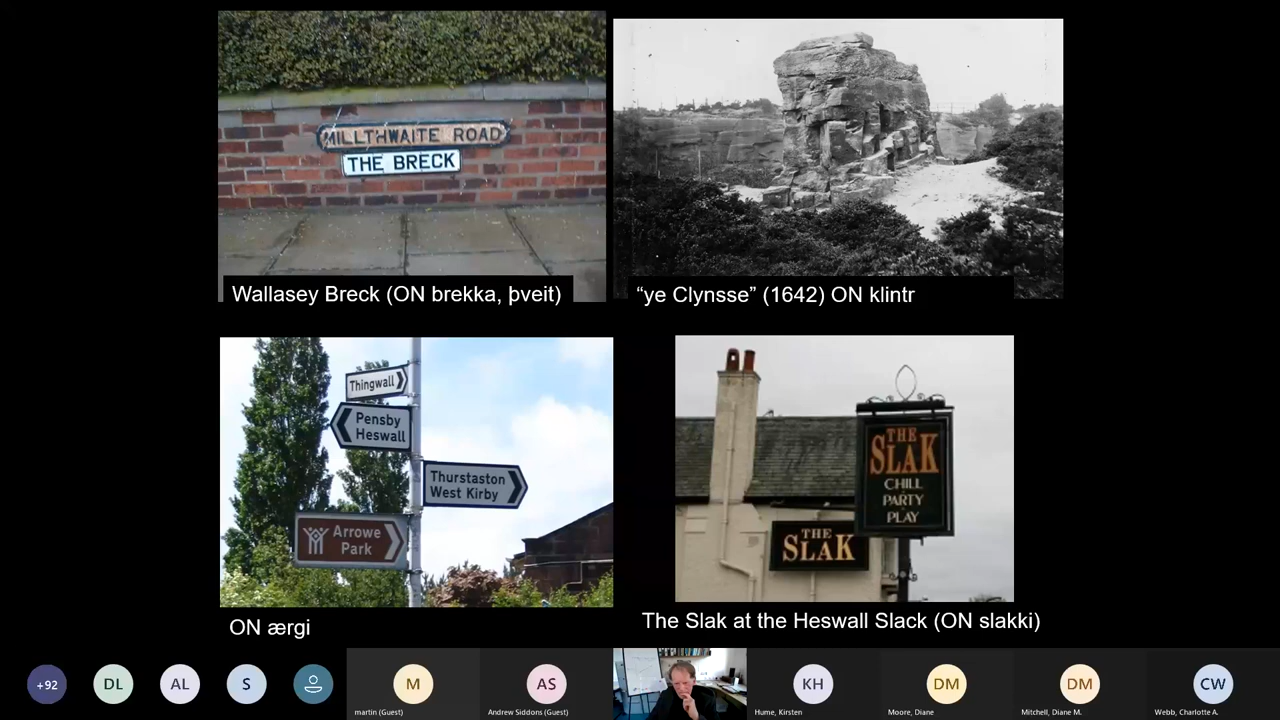 MILLTHWAITE ROAD
THE BRECK
Wallasey Breck (ON brekka, þveit)
“ye Clynsse” (1642) ON klintr
Thingwall
Pensby
Heswall
Thurstaston
West Kirby
Arrowe
Park
ON ærgi
THE
SLAK
CHILL
PARTY
PLAY
THE
SLAK
The Slak at the Heswall Slack (ON slakki)
+92
DL
AL
S
M
martin (Guest)
AS
Andrew Siddons (Guest)
KH
Hume, Kirsten
DM
Moore, Diane
DM
Mitchell, Diane M.
CW
Webb, Charlotte A.